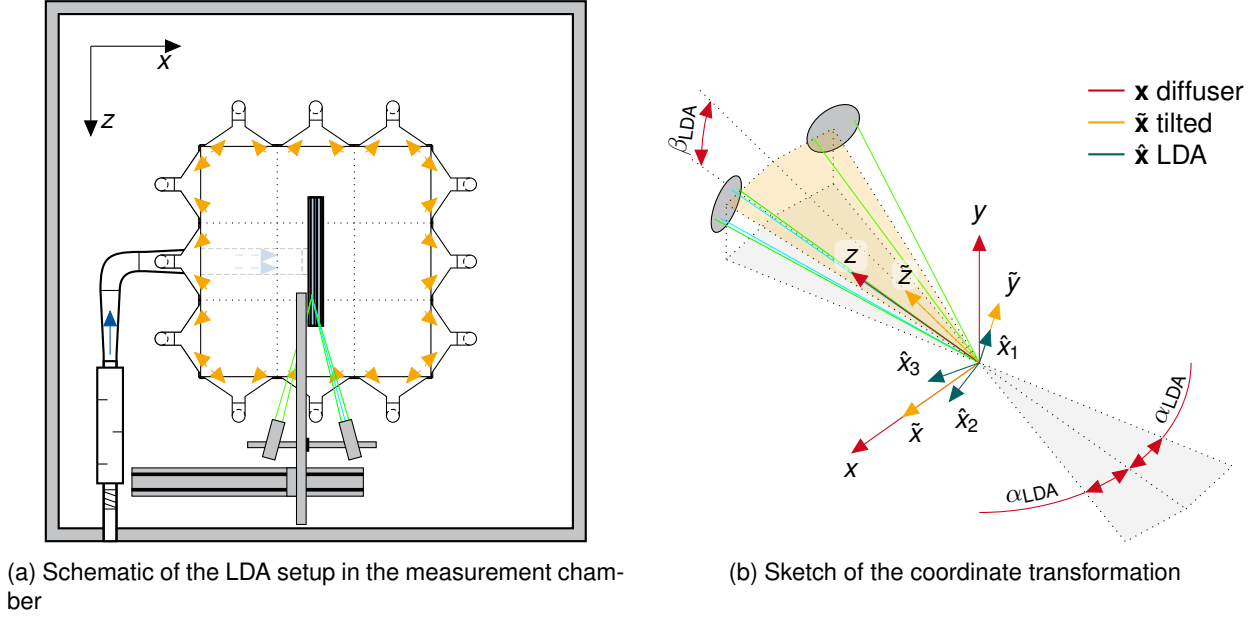 x
z
(a) Schematic of the LDA setup in the measurement cham-
ber
x diffuser
x̃ tilted
x̂ LDA
βLDA
y
z
z̃
ỹ
x̂1
x̂3
x̂2
x̃
x
αLDA
αLDA
(b) Sketch of the coordinate transformation